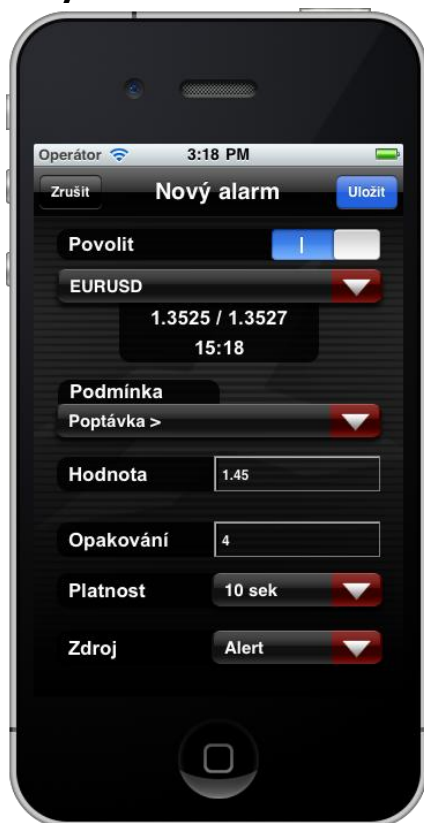 Operátor 3:18 PM
Zrušit Nový alarm Uložit
Povolit
EURUSD
1.3525 / 1.3527
15:18
Podmínka
Poptávka >
Hodnota 1.45
Opakování 4
Platnost 10 sek
Zdroj Alert